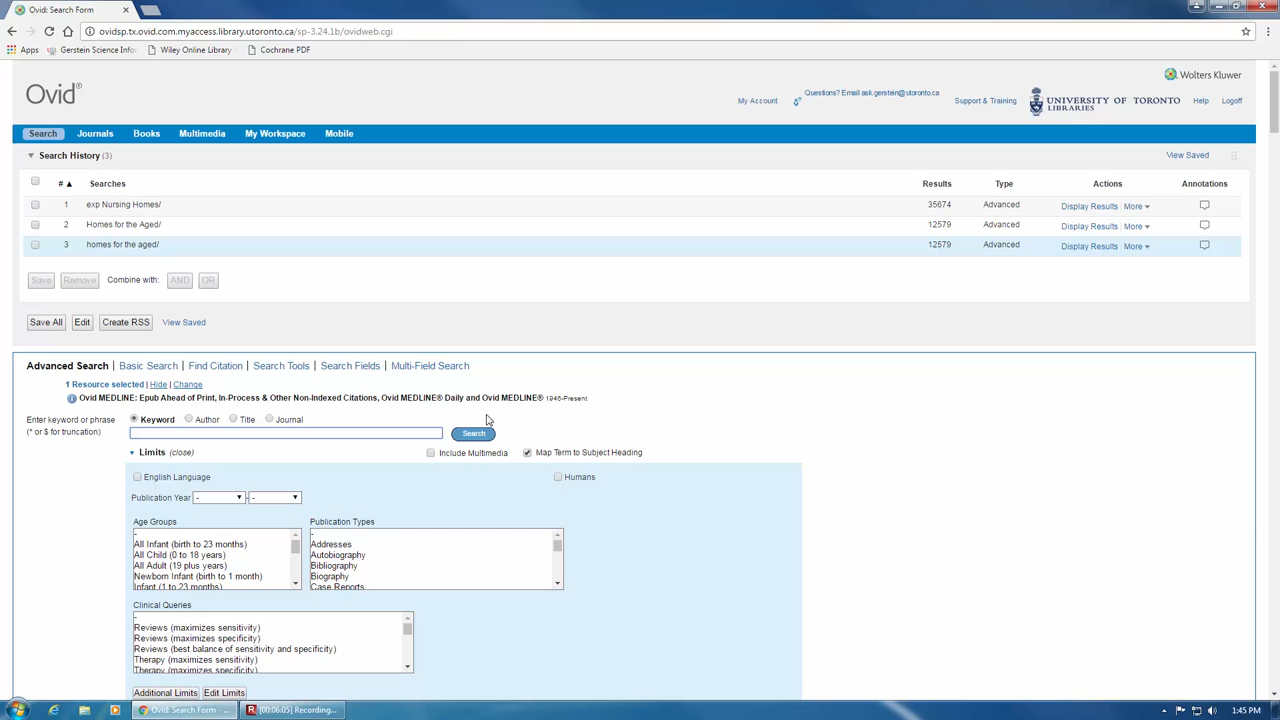 Ovid: Search Form
ovidsp.tx.ovid.com.myaccess.library.utoronto.ca/sp-3.24.1b/ovidweb.cgi
Apps Gerstein Science Info Wiley Online Library Cochrane PDF
Wolters Kluwer
Ovid®
My Account Questions? Email ask.gerstein@utoronto.ca Support & Training UNIVERSITY OF TORONTO LIBRARIES Help Logoff
Search Journals Books Multimedia My Workspace Mobile
Search History (3) View Saved
# ▲ Searches Results Type Actions Annotations
1 exp Nursing Homes/ 35674 Advanced Display Results More
2 Homes for the Aged/ 12579 Advanced Display Results More
3 homes for the aged/ 12579 Advanced Display Results More
Save Remove Combine with: AND OR
Save All Edit Create RSS View Saved
Advanced Search | Basic Search | Find Citation | Search Tools | Search Fields | Multi-Field Search
1 Resource selected | Hide | Change
Ovid MEDLINE: Epub Ahead of Print, In-Process & Other Non-Indexed Citations, Ovid MEDLINE® Daily and Ovid MEDLINE® 1946-Present
Enter keyword or phrase
(* or $ for truncation)
Keyword Author Title Journal
Search
Limits (close) Include Multimedia Map Term to Subject Heading
English Language Humans
Publication Year - - -
Age Groups
-
All Infant (birth to 23 months)
All Child (0 to 18 years)
All Adult (19 plus years)
Newborn Infant (birth to 1 month)
Infant (1 to 23 months)
Publication Types
-
Addresses
Autobiography
Bibliography
Biography
Case Reports
Clinical Queries
-
Reviews (maximizes sensitivity)
Reviews (maximizes specificity)
Reviews (best balance of sensitivity and specificity)
Therapy (maximizes sensitivity)
Therapy (maximizes specificity)
Additional Limits Edit Limits
Ovid: Search Form - ... [00:06:05] Recording... 1:45 PM